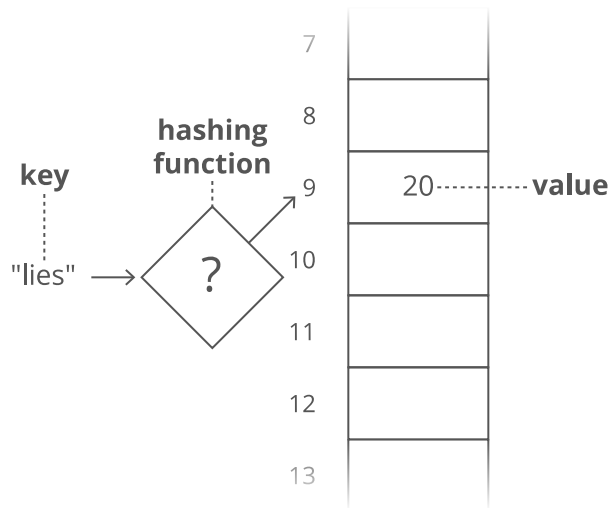 7
8
hashing
function
key
9
20
value
"lies"
?
10
11
12
13